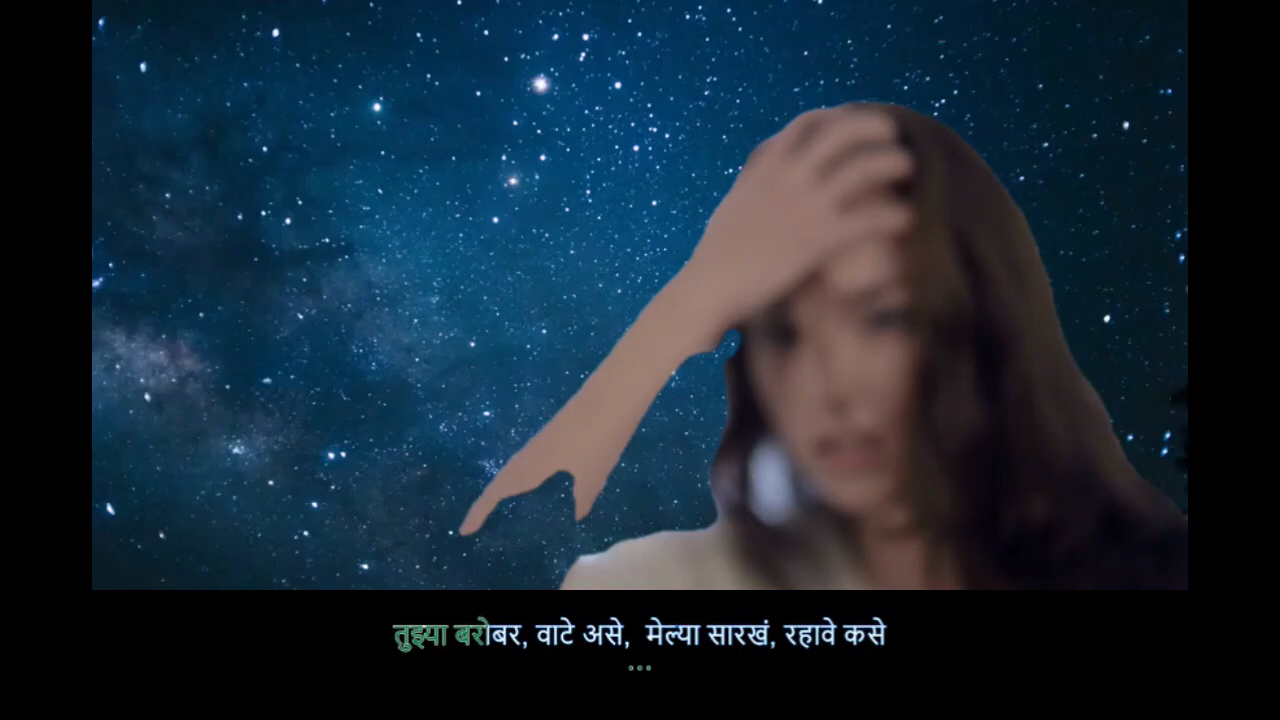 तुझ्या बरोबर, वाटे असे,  मेल्या सारखं, रहावे कसे
...